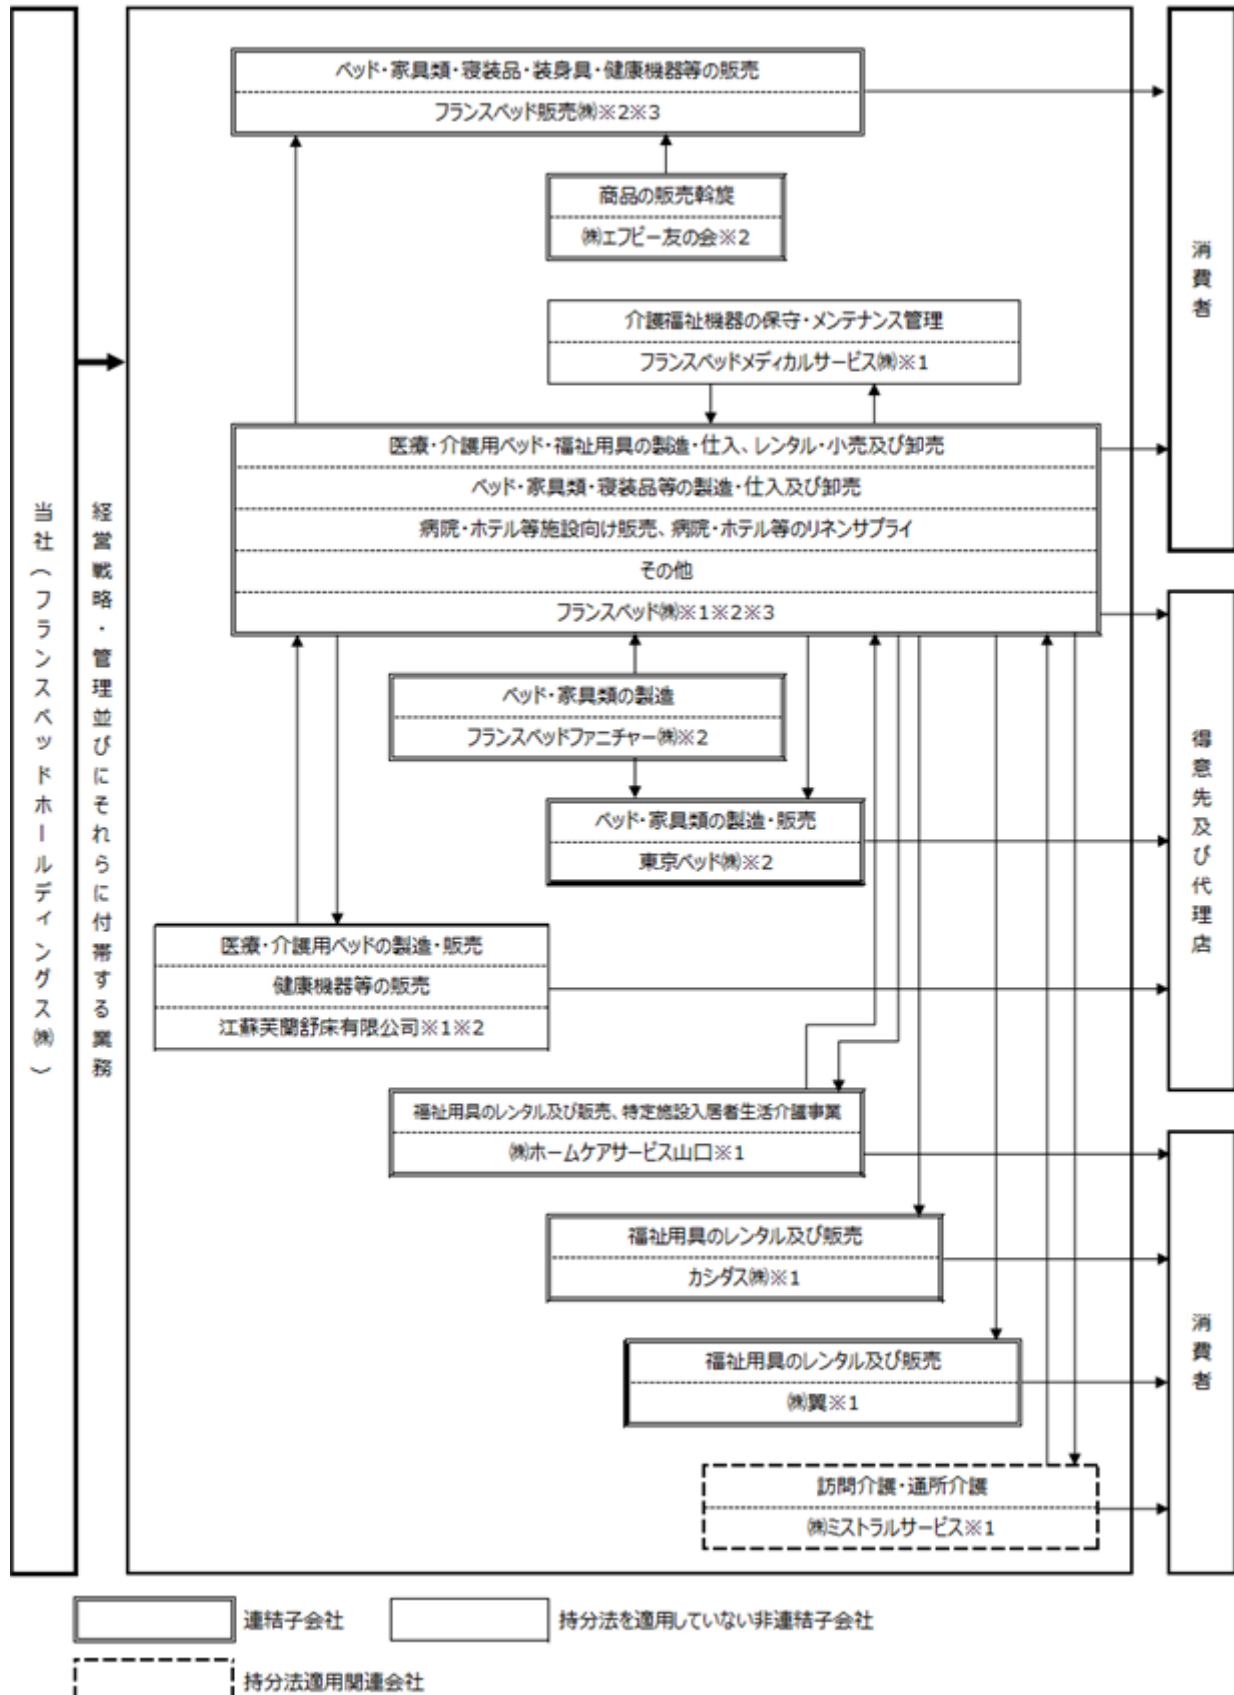 当社（フランスベッドホールディングス㈱）
経営戦略・管理並びにそれらに付帯する業務
ベッド・家具類・寝装品・装身具・健康機器等の販売
フランスベッド販売㈱※2※3
商品の販売斡旋
㈱エフビー友の会※2
介護福祉機器の保守・メンテナンス管理
フランスベッドメディカルサービス㈱※1
医療・介護用ベッド・福祉用具の製造・仕入、レンタル・小売及び卸売
ベッド・家具類・寝装品等の製造・仕入及び卸売
病院・ホテル等施設向け販売、病院・ホテル等のリネンサプライ
その他
フランスベッド㈱※1※2※3
ベッド・家具類の製造
フランスベッドファニチャー㈱※2
ベッド・家具類の製造・販売
東京ベッド㈱※2
医療・介護用ベッドの製造・販売
健康機器等の販売
江蘇芙蘭舒床有限公司※1※2
福祉用具のレンタル及び販売、特定施設入居者生活介護事業
㈱ホームケアサービス山口※1
福祉用具のレンタル及び販売
カシダス㈱※1
福祉用具のレンタル及び販売
㈱翼※1
訪問介護・通所介護
㈱ミストラルサービス※1
消費者
得意先及び代理店
消費者
連結子会社
持分法を適用していない非連結子会社
持分法適用関連会社